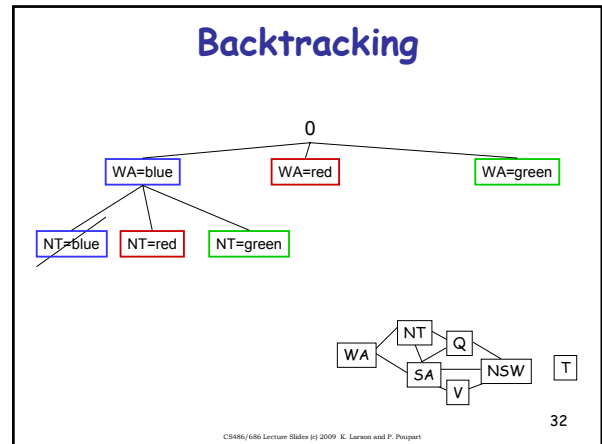 Backtracking
0
WA=blue WA=red WA=green
NT=blue NT=red NT=green
NT
Q
WA
SA
NSW
T
V
32
CS486/686 Lecture Slides (c) 2009 K. Larson and P. Poupart